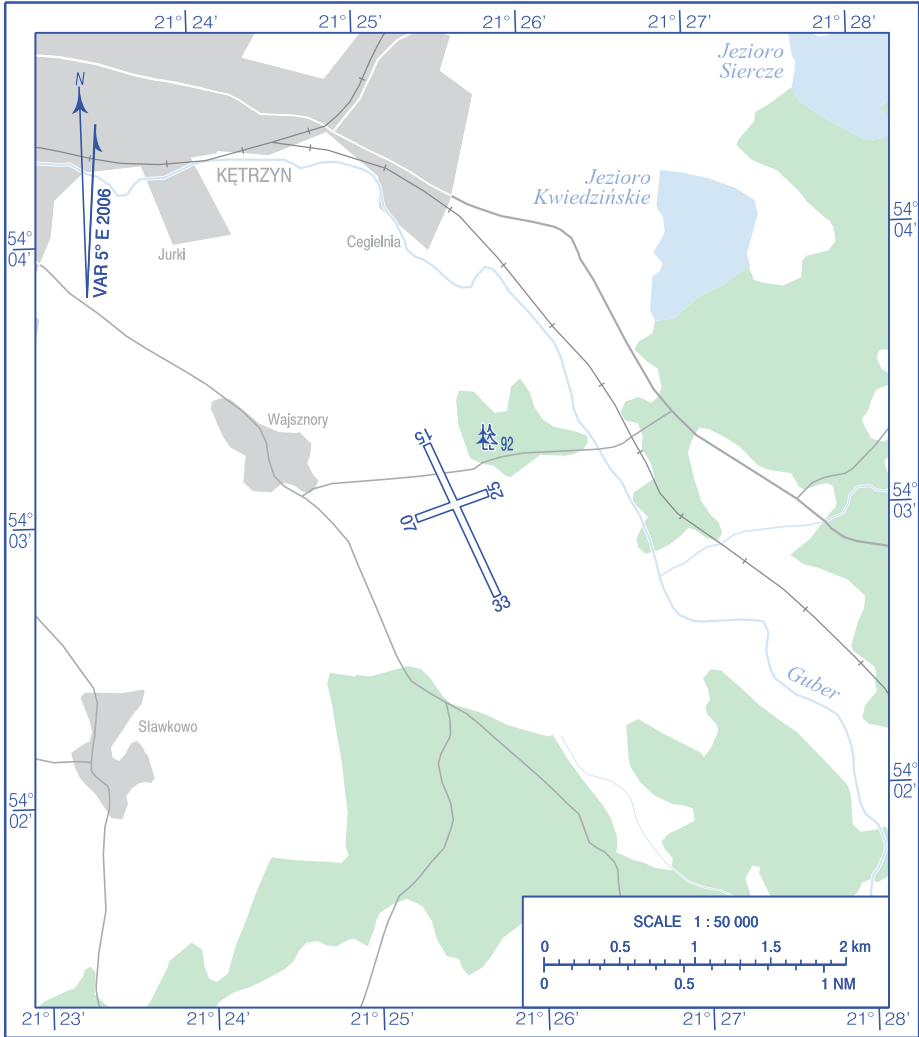 21° 24' 21° 25' 21° 26' 21° 27' 21° 28'
Jezioro
Siercze
N
KĘTRZYN
Jezioro
Kwiedzińskie
VAR 5° E 2006
54°
04'
Jurki
Cegielnia
54°
04'
Wajsznory
15
92
25
07
54°
03'
54°
03'
33
Guber
Sławkowo
54°
02'
54°
02'
SCALE 1 : 50 000
0 0.5 1 1.5 2 km
0 0.5 1 NM
21° 23' 21° 24' 21° 25' 21° 26' 21° 27' 21° 28'